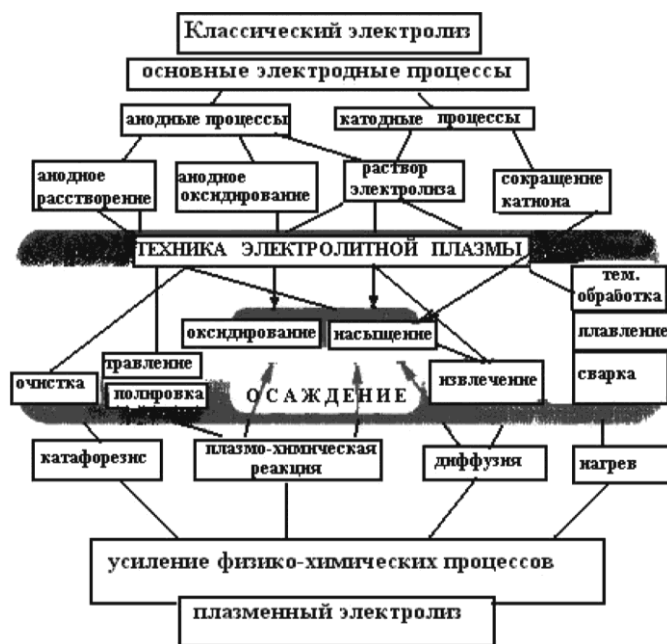 Классический электролиз
основные электродные процессы
анодные процессы
катодные процессы
анодное
расстворение
анодное
оксидирование
раствор
электролиза
сокращение
катиона
ТЕХНИКА ЭЛЕКТРОЛИТНОЙ ПЛАЗМЫ
тем.
обработка
оксидирование
насыщение
плавление
травление
очистка
полировка
ОСАЖДЕНИЕ
извлечение
сварка
катафорезис
плазмо-химическая
реакция
диффузия
нагрев
усиление физико-химических процессов
плазменный электролиз